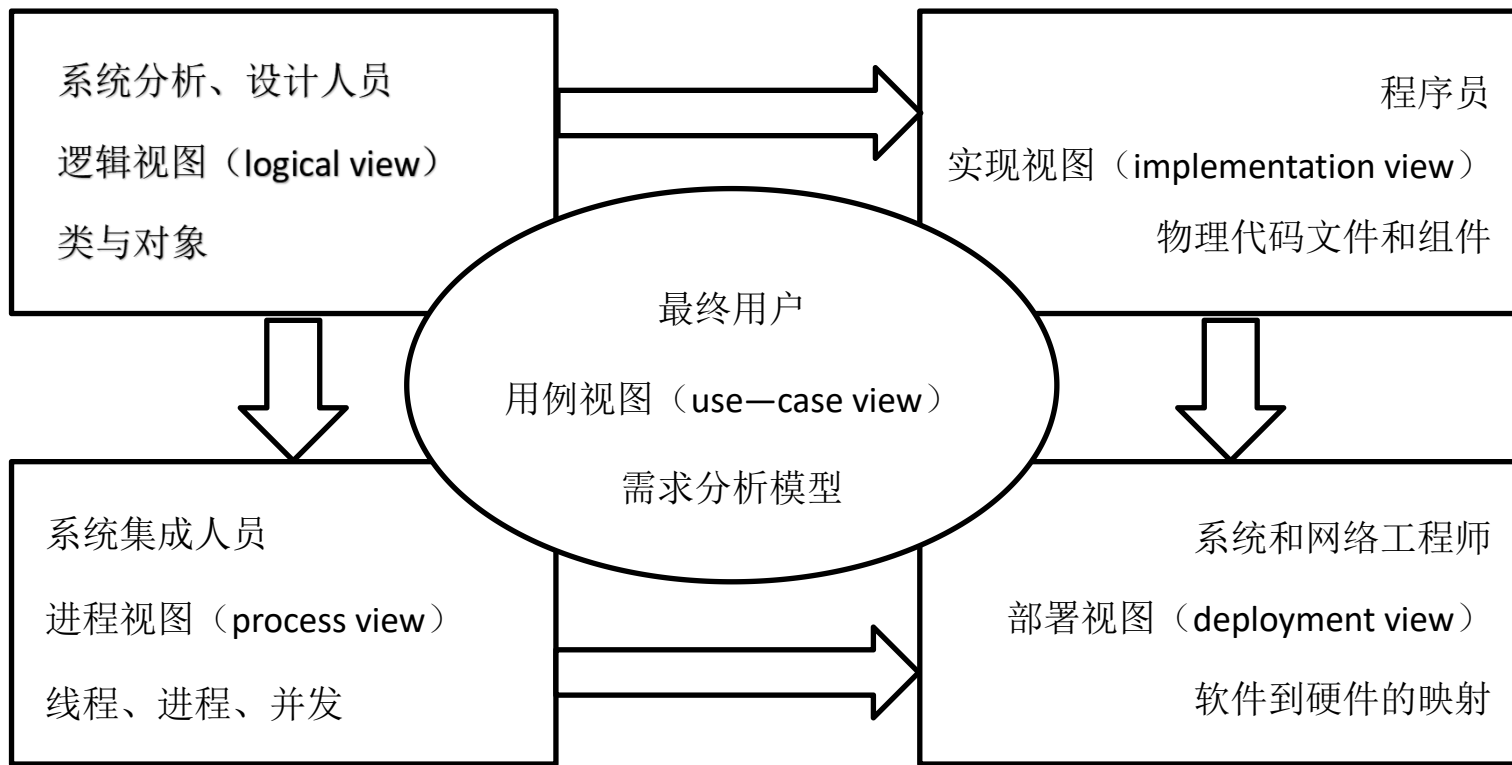 系统分析、设计人员
逻辑视图（logical view）
类与对象
程序员
实现视图（implementation view）
物理代码文件和组件
最终用户
用例视图（use—case view）
需求分析模型
系统集成人员
进程视图（process view）
线程、进程、并发
系统和网络工程师
部署视图（deployment view）
软件到硬件的映射